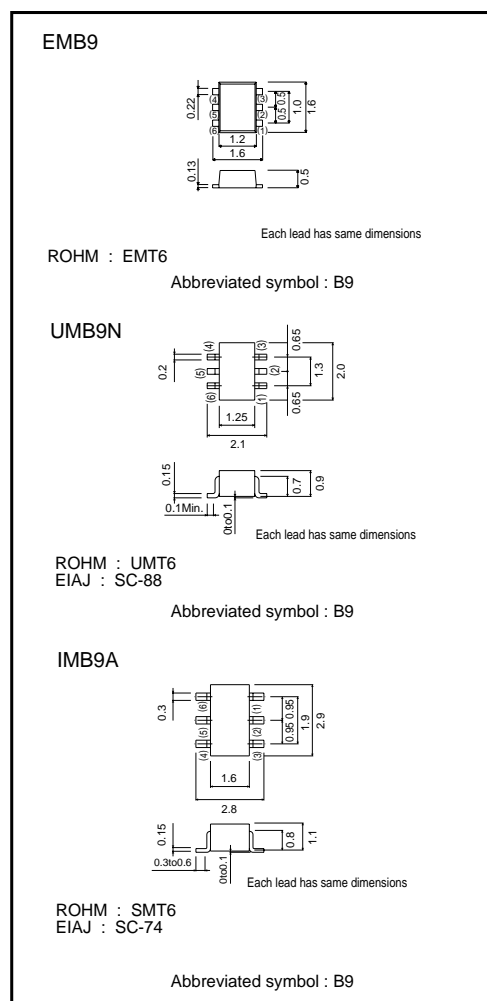 EMB9
0.22
(4)
(3)
(5)
(2)
(6)
(1)
0.5 0.5
1.0
1.6
1.2
1.6
0.13
0.5
Each lead has same dimensions
ROHM : EMT6
Abbreviated symbol : B9
UMB9N
0.2
(4)
(3)
(5)
(2)
(6)
(1)
0.65
1.3
0.65
2.0
1.25
2.1
0.15
0.1Min.
0to0.1
0.7
0.9
Each lead has same dimensions
ROHM : UMT6
EIAJ : SC-88
Abbreviated symbol : B9
IMB9A
0.3
(6)
(1)
(5)
(2)
(4)
(3)
0.95 0.95
1.9
2.9
1.6
2.8
0.15
0.3to0.6
0to0.1
0.8
1.1
Each lead has same dimensions
ROHM : SMT6
EIAJ : SC-74
Abbreviated symbol : B9